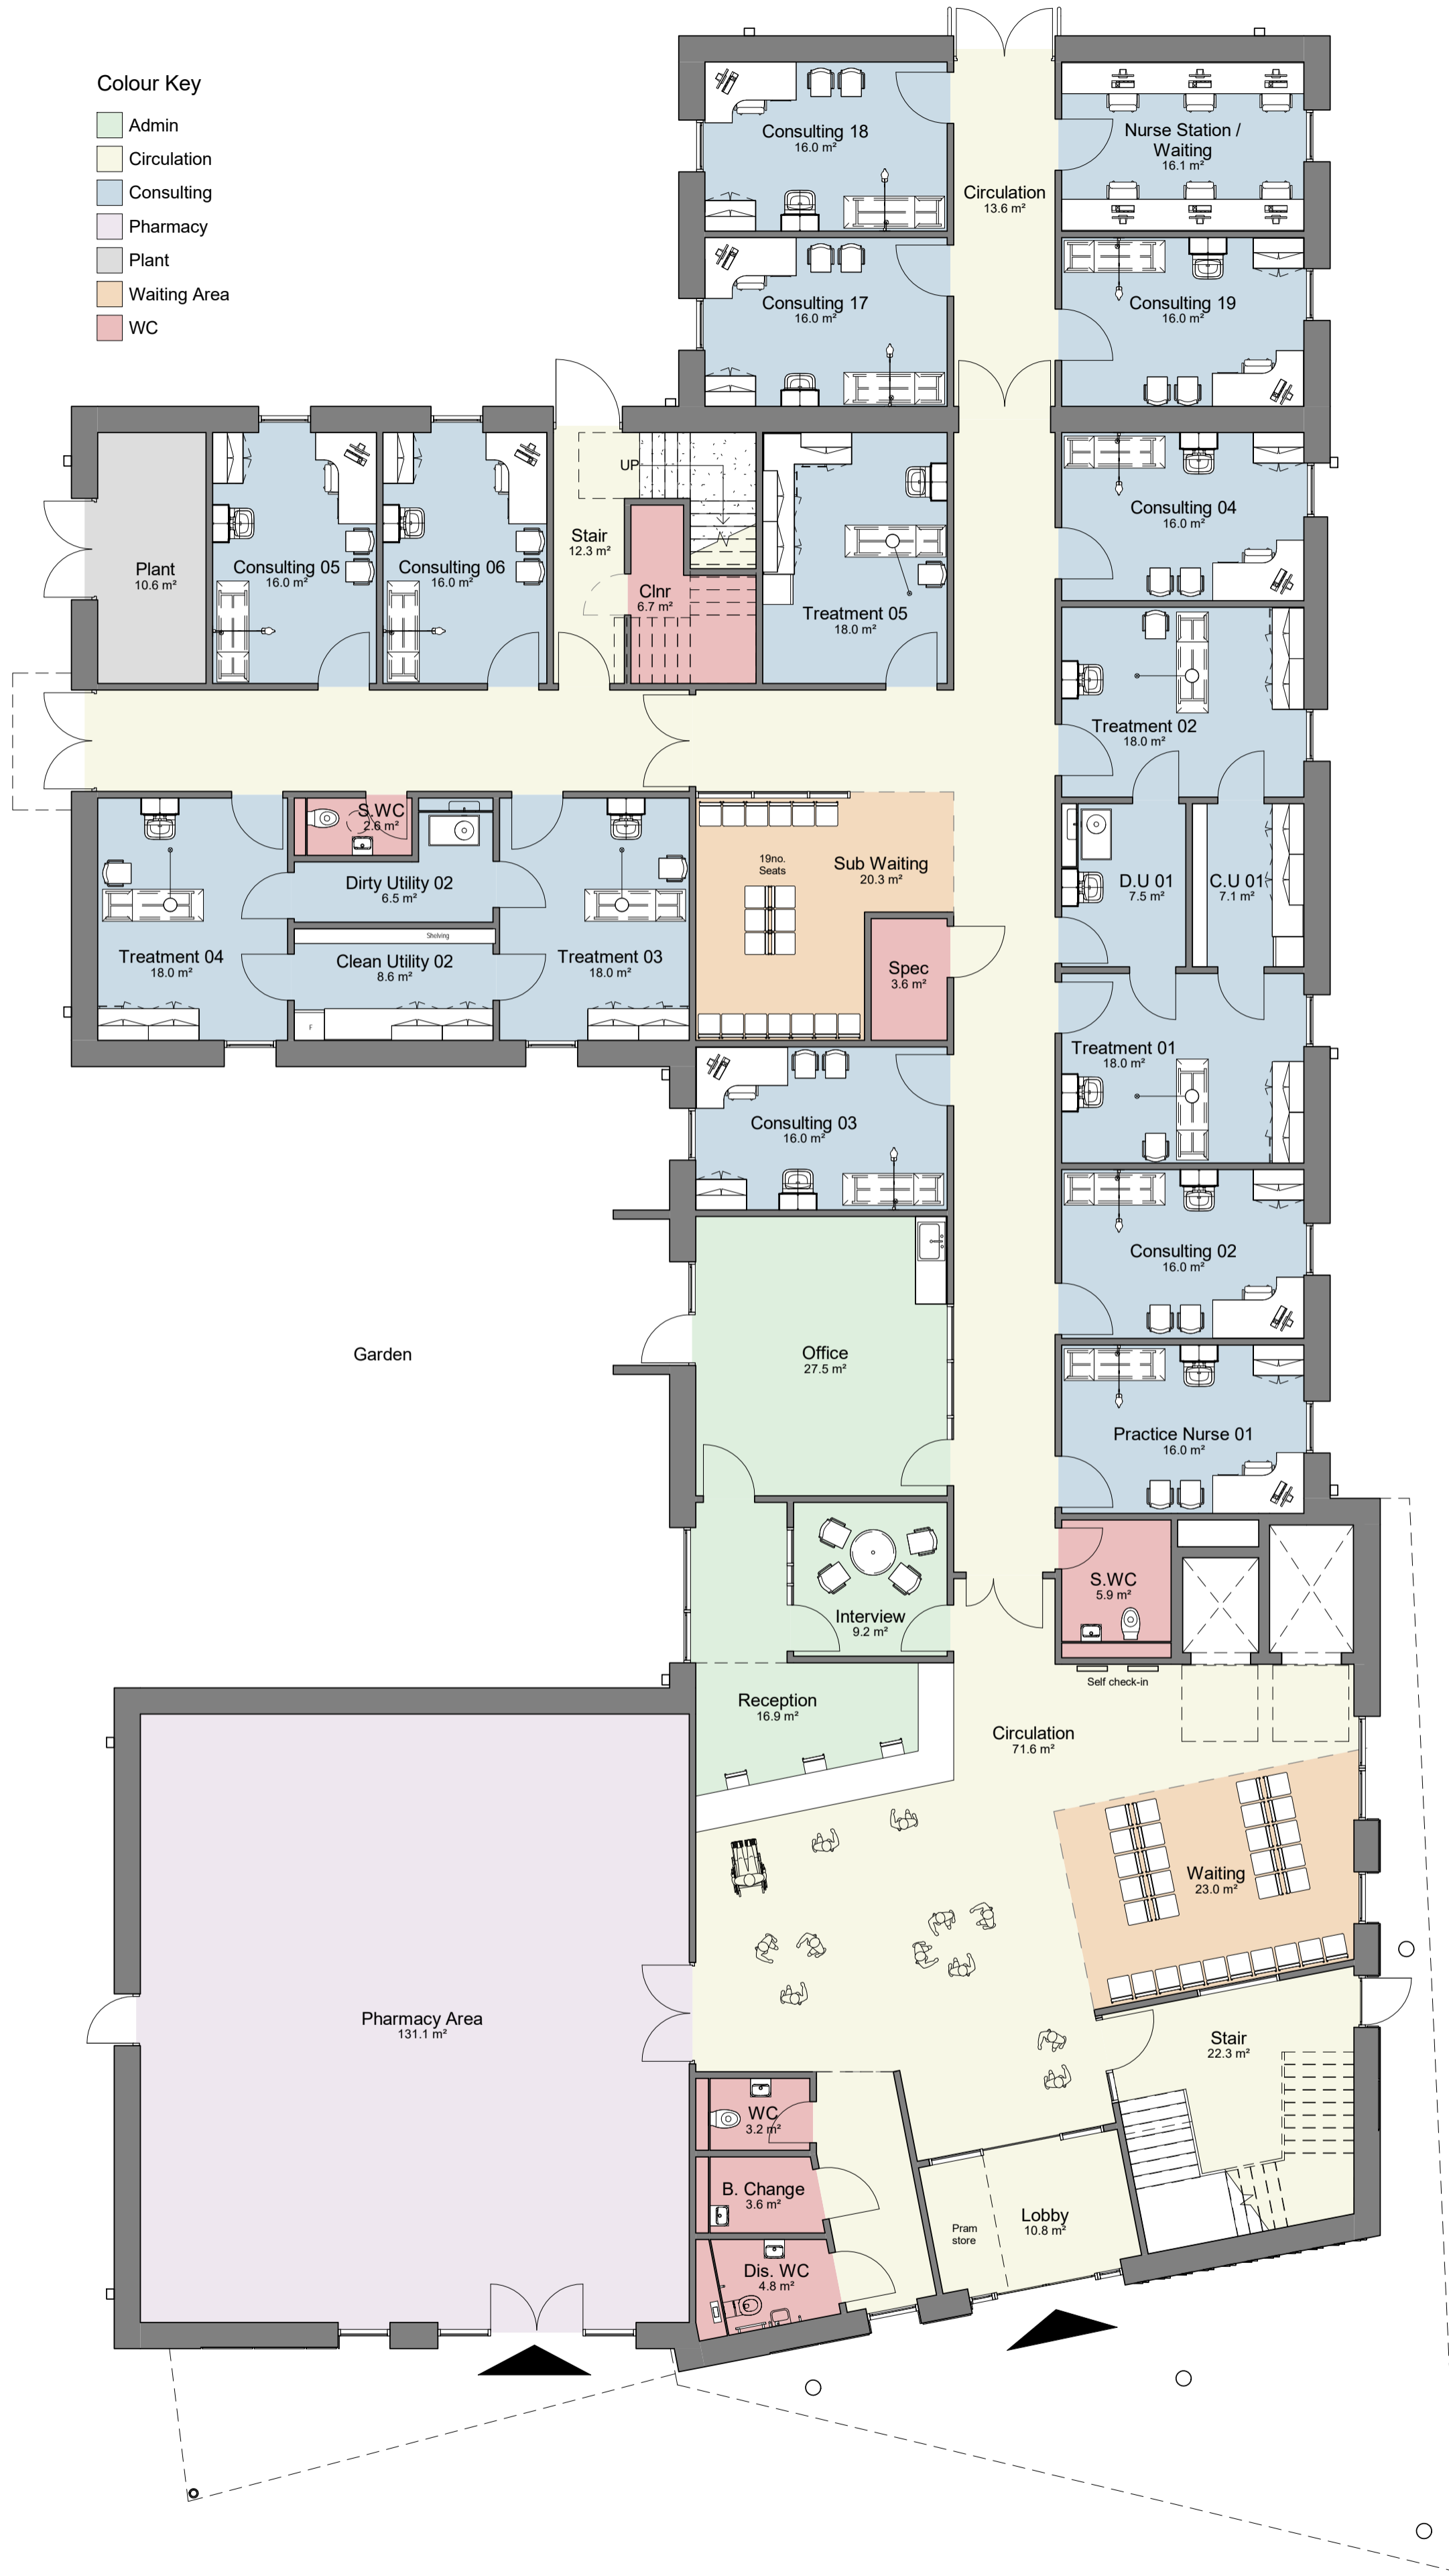 Colour Key
Admin
Circulation
Consulting
Pharmacy
Plant
Waiting Area
WC
Consulting 18
16.0 m²
Circulation
13.6 m²
Nurse Station /
Waiting
16.1 m²
Consulting 17
16.0 m²
Consulting 19
16.0 m²
Plant
10.6 m²
Consulting 05
16.0 m²
Consulting 06
16.0 m²
UP
Stair
12.3 m²
Clnr
6.7 m²
Treatment 05
18.0 m²
Consulting 04
16.0 m²
Treatment 02
18.0 m²
Treatment 04
18.0 m²
S.WC
2.6 m²
Dirty Utility 02
6.5 m²
Shelving
Clean Utility 02
8.6 m²
F
Treatment 03
18.0 m²
19no.
Seats
Sub Waiting
20.3 m²
Spec
3.6 m²
D.U 01
7.5 m²
C.U 01
7.1 m²
Treatment 01
18.0 m²
Consulting 03
16.0 m²
Consulting 02
16.0 m²
Garden
Office
27.5 m²
Practice Nurse 01
16.0 m²
Interview
9.2 m²
S.WC
5.9 m²
Self check-in
Reception
16.9 m²
Circulation
71.6 m²
Waiting
23.0 m²
Pharmacy Area
131.1 m²
Stair
22.3 m²
WC
3.2 m²
B. Change
3.6 m²
Dis. WC
4.8 m²
Pram
store
Lobby
10.8 m²